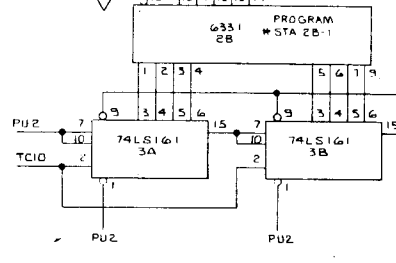 6331 PROGRAM
2B # STA 2B-1
1 2 3 4 5 6 7 9
9 3 4 5 6 9 3 4 5 6
PU2 7 15 7 15
10 74LS161 10 74LS161
TC10 2 3A 2 3B
1 1
PU2 PU2